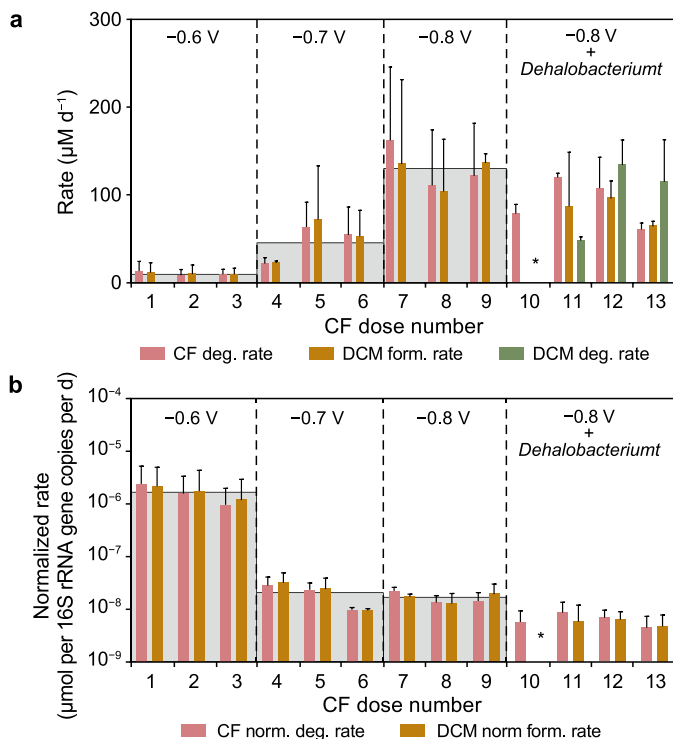 a
−0.6 V −0.7 V −0.8 V −0.8 V
+
Dehalobacteriumt
300
200
100
0
Rate (μM d⁻¹)
*
1 2 3 4 5 6 7 8 9 10 11 12 13
CF dose number
CF deg. rate DCM form. rate DCM deg. rate
b
−0.6 V −0.7 V −0.8 V −0.8 V
+
Dehalobacteriumt
10⁻⁴
10⁻⁵
10⁻⁶
10⁻⁷
10⁻⁸
10⁻⁹
Normalized rate
(μmol per 16S rRNA gene copies per d)
*
1 2 3 4 5 6 7 8 9 10 11 12 13
CF dose number
CF norm. deg. rate DCM norm form. rate